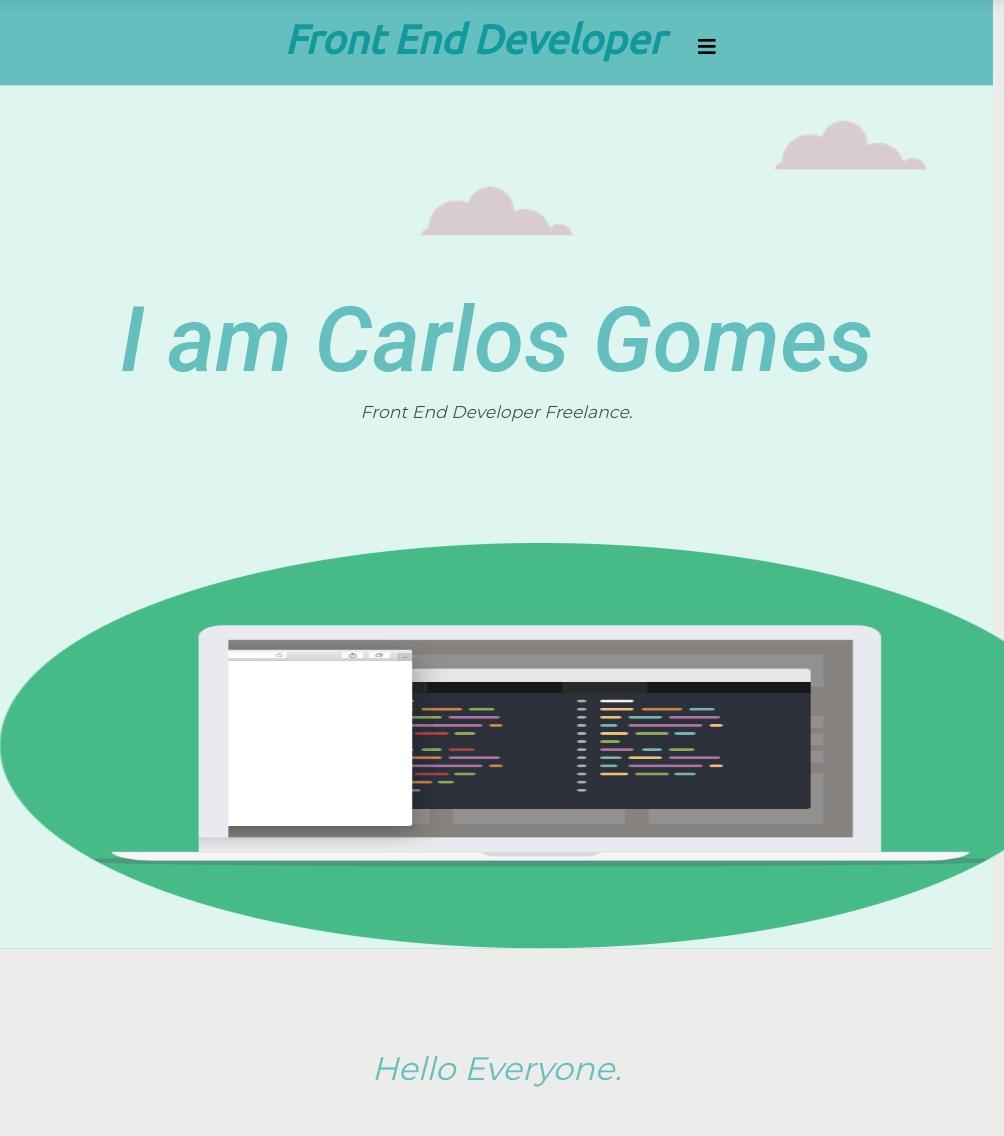 Front End Developer
I am Carlos Gomes
Front End Developer Freelance.
Hello Everyone.